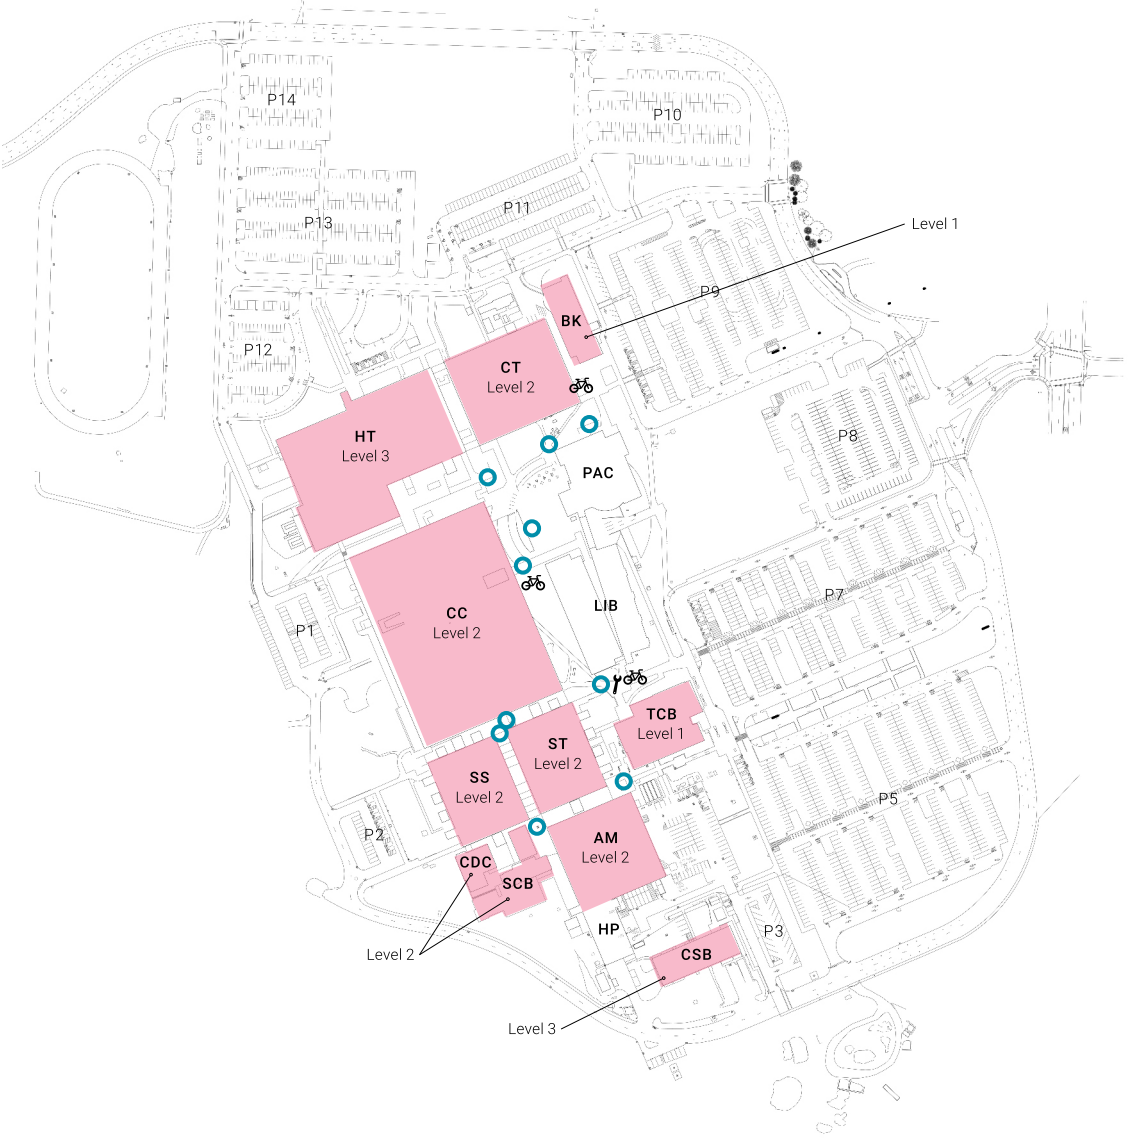 P14
P10
P11
P13
Level 1
P9
BK
P12
CT
Level 2
HT
Level 3
P8
PAC
P7
LIB
CC
Level 2
P1
TCB
Level 1
ST
Level 2
SS
Level 2
P5
P2
AM
Level 2
CDC
SCB
HP
P3
Level 2
CSB
Level 3